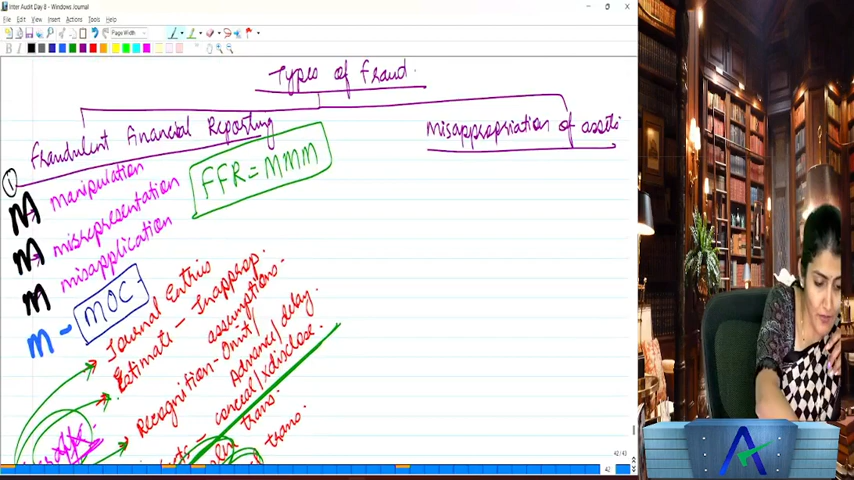 Inter Audit Day 8 - Windows Journal
File Edit View Insert Actions Tools Help
Page Width
B I
Types of fraud.
Fraudulent Financial Reporting
misappropriation of assets
1
FFR = MMM
M → manipulation
M → misrepresentation
M → misapplication
M - MOC
Journal Entries
Estimate - Inapprop.
assumptions.
Recognition - Omit/
Advance/delay
conceal/xdisclose.
trans.
trans.
42
42/43